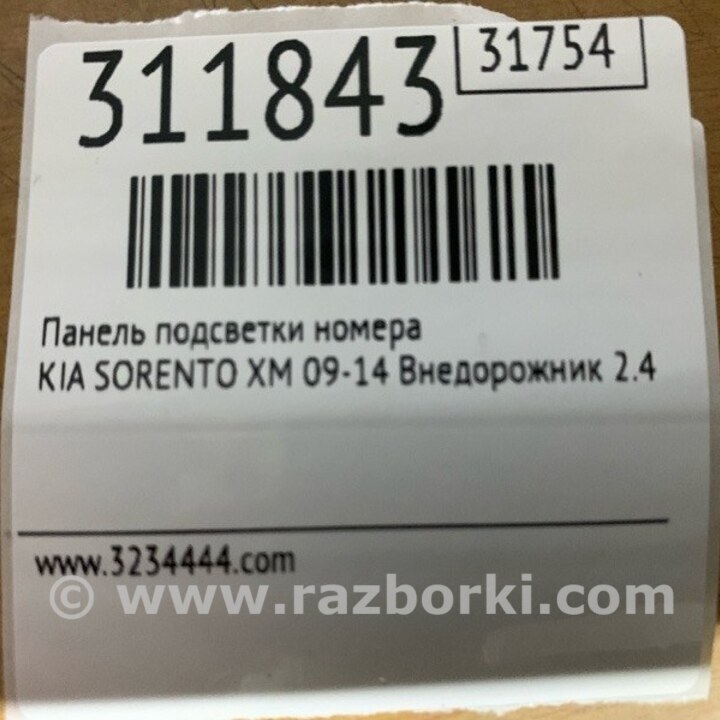 311843
31754
Панель подсветки номера
KIA SORENTO XM 09-14 Внедорожник 2.4
www.3234444.com
© www.razborki.com